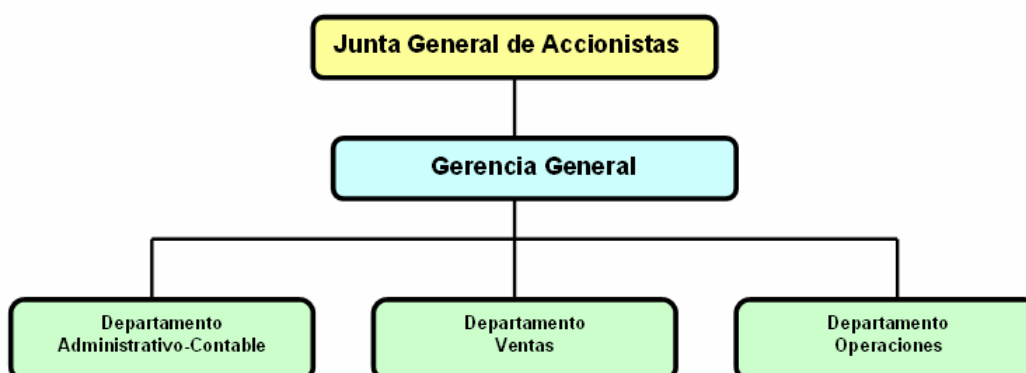 Junta General de Accionistas
Gerencia General
Departamento
Administrativo-Contable
Departamento
Ventas
Departamento
Operaciones